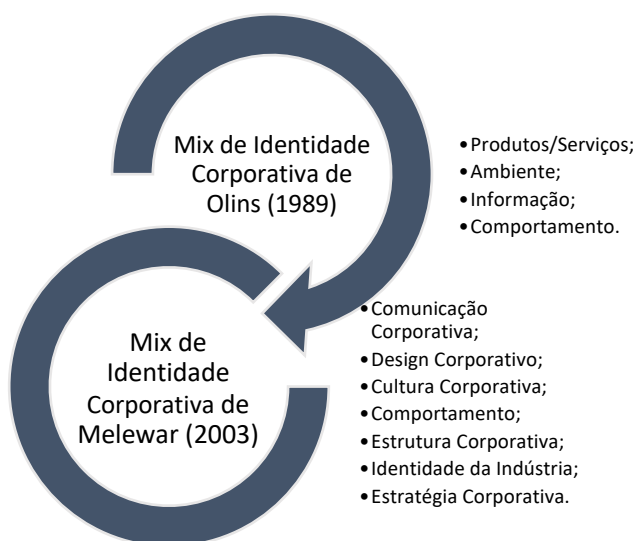 Mix de Identidade
Corporativa de
Olins (1989)
•Produtos/Serviços;
•Ambiente;
•Informação;
•Comportamento.
Mix de
Identidade
Corporativa de
Melewar (2003)
•Comunicação
Corporativa;
•Design Corporativo;
•Cultura Corporativa;
•Comportamento;
•Estrutura Corporativa;
•Identidade da Indústria;
•Estratégia Corporativa.